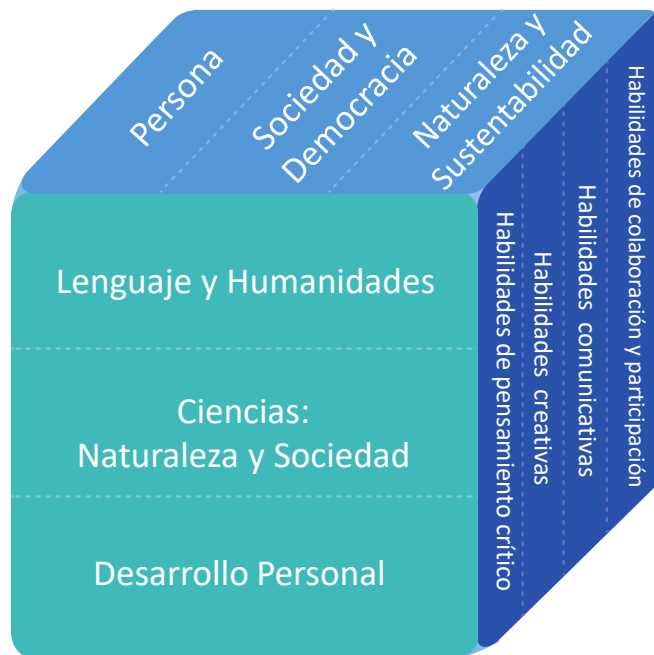 Persona
Sociedad y
Democracia
Naturaleza y
Sustentabilidad
Lenguaje y Humanidades
Ciencias:
Naturaleza y Sociedad
Desarrollo Personal
Habilidades de pensamiento crítico
Habilidades creativas
Habilidades comunicativas
Habilidades de colaboración y participación